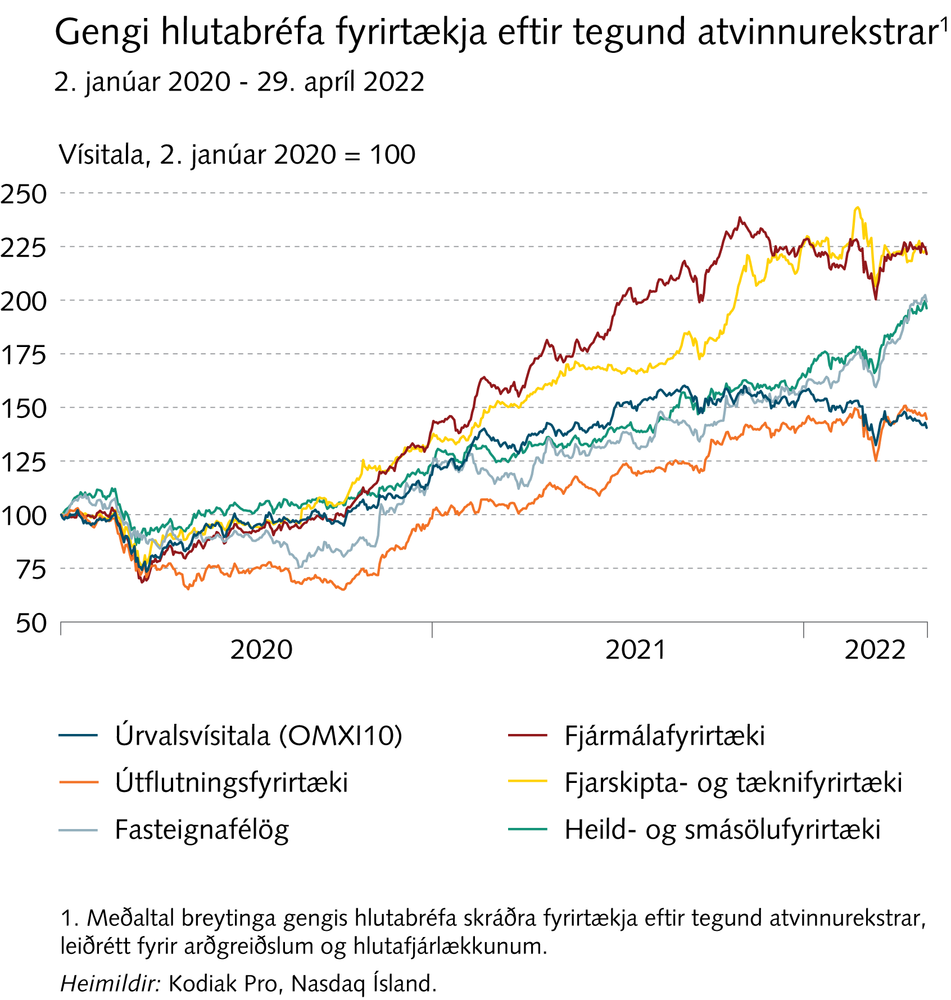 Gengi hlutabréfa fyrirtækja eftir tegund atvinnurekstrar¹
2. janúar 2020 - 29. apríl 2022
Vísitala, 2. janúar 2020 = 100
250
225
200
175
150
125
100
75
50
2020 2021 2022
Úrvalsvísitala (OMXI10) Fjármálafyrirtæki
Útflutningsfyrirtæki Fjarskipta- og tæknifyrirtæki
Fasteignafélög Heild- og smásölufyrirtæki
1. Meðaltal breytinga gengis hlutabréfa skráðra fyrirtækja eftir tegund atvinnurekstrar,
leiðrétt fyrir arðgreiðslum og hlutafjárlækkunum.
Heimildir: Kodiak Pro, Nasdaq Ísland.